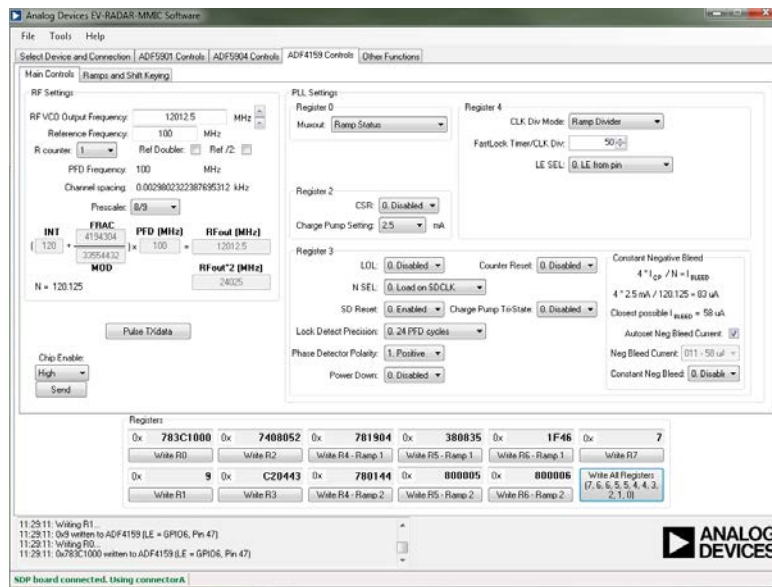 Analog Devices EV-RADAR-MMIC Software
File Tools Help
Select Device and Connection ADF5901 Controls ADF5904 Controls ADF4159 Controls Other Functions
Main Controls Ramps and Shift Keying
RF Settings
RF VCO Output Frequency: 12012.5 MHz
Reference Frequency: 100 MHz
R counter: 1 Ref Doubler: Ref /2:
PFD Frequency: 100 MHz
Channel spacing: 0.0029802322387695312 kHz
Prescaler: 8/9
INT FRAC PFD (MHz) RFout (MHz)
( 120 + 4194304 ) x 100 = 12012.5
33554432
MOD RFout*2 (MHz)
N = 120.125 24025
Pulse TXdata
Chip Enable:
High
Send
PLL Settings
Register 0
Muxout: Ramp Status
Register 2
CSR: 0. Disabled
Charge Pump Setting: 2.5 mA
Register 4
CLK Div Mode: Ramp Divider
FastLock Timer/CLK Div: 50
LE SEL: 0. LE from pin
Register 3
LOL: 0. Disabled Counter Reset: 0. Disabled
N SEL: 0. Load on SDCLK
SD Reset: 0. Enabled Charge Pump Tri-State: 0. Disabled
Lock Detect Precision: 0. 24 PFD cycles
Phase Detector Polarity: 1. Positive
Power Down: 0. Disabled
Constant Negative Bleed
4 * I CP / N = I BLEED
4 * 2.5 mA / 120.125 = 83 uA
Closest possible I BLEED = 58 uA
Autoset Neg Bleed Current:
Neg Bleed Current: 011 - 58 uA
Constant Neg Bleed: 0. Disable
Registers
0x 783C1000 0x 7408052 0x 781904 0x 380835 0x 1F46 0x 7
Write R0 Write R2 Write R4 - Ramp 1 Write R5 - Ramp 1 Write R6 - Ramp 1 Write R7
0x 9 0x C20443 0x 780144 0x 800005 0x 800006 Write All Registers
(7, 6, 6, 5, 5, 4, 4, 3,
2, 1, 0)
Write R1 Write R3 Write R4 - Ramp 2 Write R5 - Ramp 2 Write R6 - Ramp 2
11:29:11: Writing R1...
11:29:11: 0x9 written to ADF4159 (LE = GPIO6, Pin 47)
11:29:11: Writing R0...
11:29:11: 0x783C1000 written to ADF4159 (LE = GPIO6, Pin 47)
ANALOG
DEVICES
SDP board connected. Using connectorA